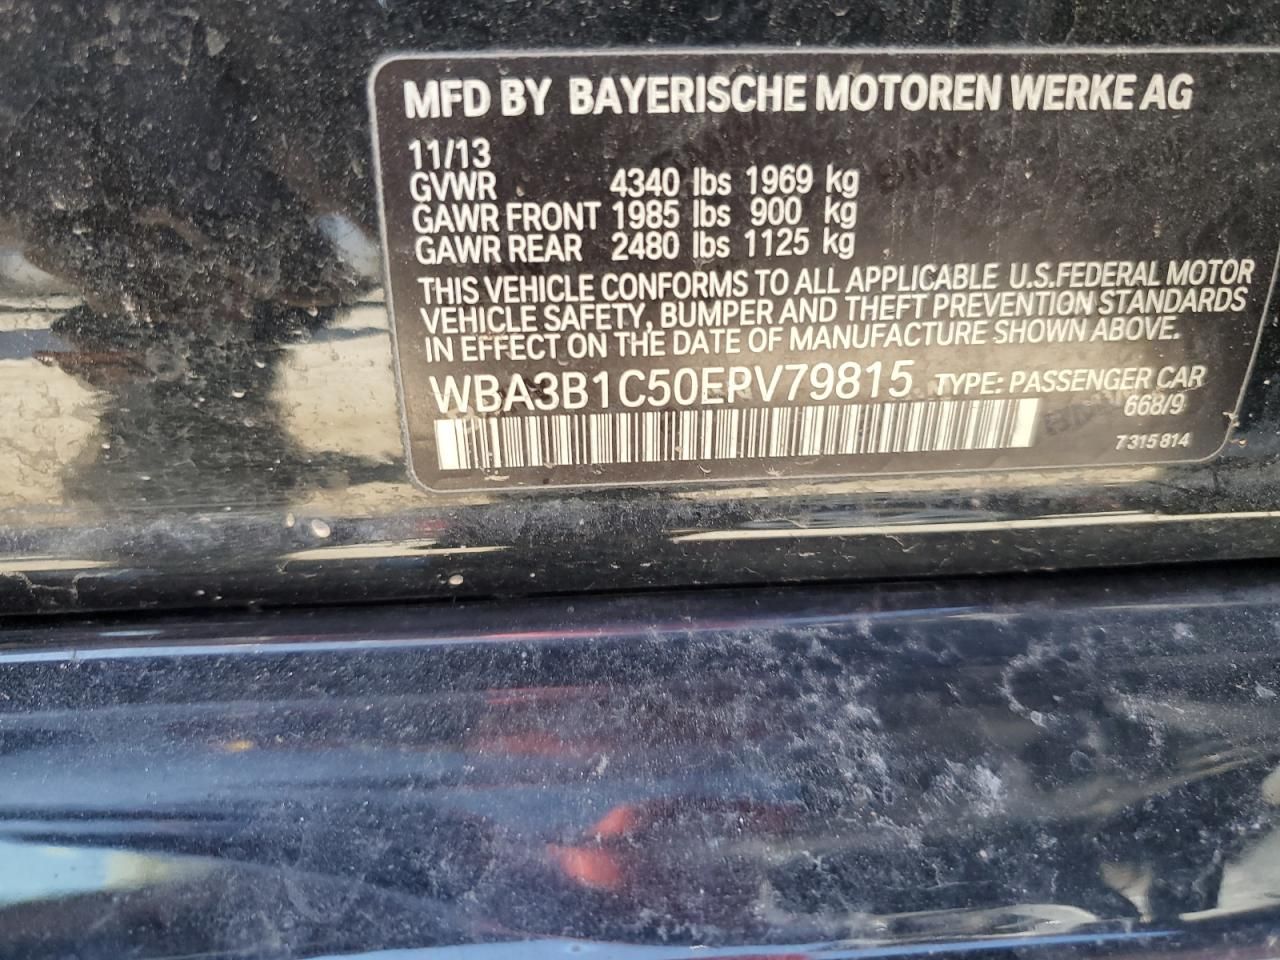 MFD BY BAYERISCHE MOTOREN WERKE AG
11/13
GVWR 4340 lbs 1969 kg
GAWR FRONT 1985 lbs 900 kg
GAWR REAR 2480 lbs 1125 kg
THIS VEHICLE CONFORMS TO ALL APPLICABLE U.S.FEDERAL MOTOR
VEHICLE SAFETY, BUMPER AND THEFT PREVENTION STANDARDS
IN EFFECT ON THE DATE OF MANUFACTURE SHOWN ABOVE.
WBA3B1C50EPV79815 TYPE: PASSENGER CAR
668/9
7315814